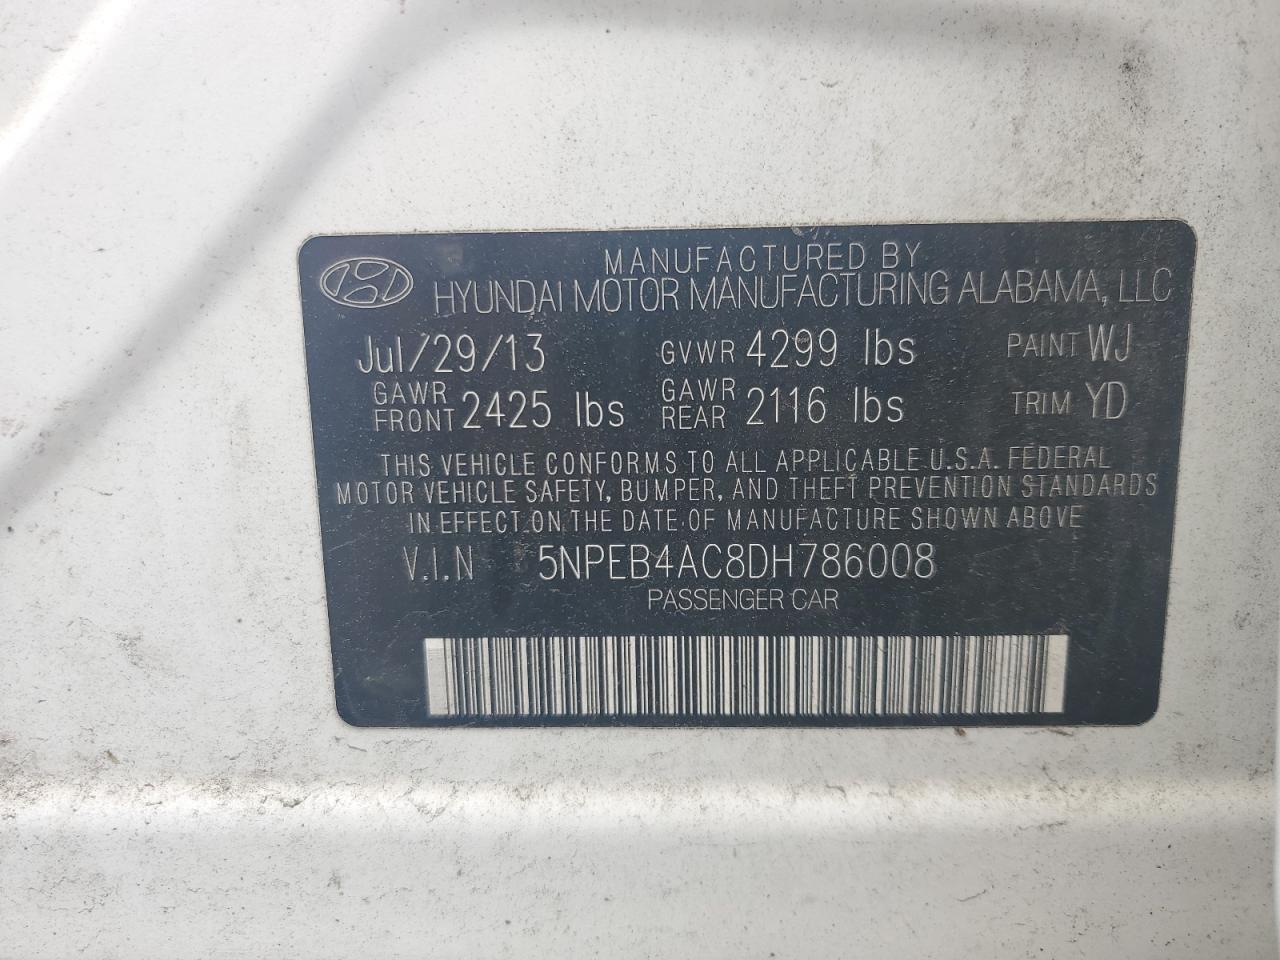 MANUFACTURED BY
HYUNDAI MOTOR MANUFACTURING ALABAMA, LLC
Jul/29/13 GVWR 4299 lbs PAINT WJ
GAWR FRONT 2425 lbs GAWR REAR 2116 lbs TRIM YD
THIS VEHICLE CONFORMS TO ALL APPLICABLE U.S.A. FEDERAL
MOTOR VEHICLE SAFETY, BUMPER, AND THEFT PREVENTION STANDARDS
IN EFFECT ON THE DATE OF MANUFACTURE SHOWN ABOVE
V.I.N 5NPEB4AC8DH786008
PASSENGER CAR